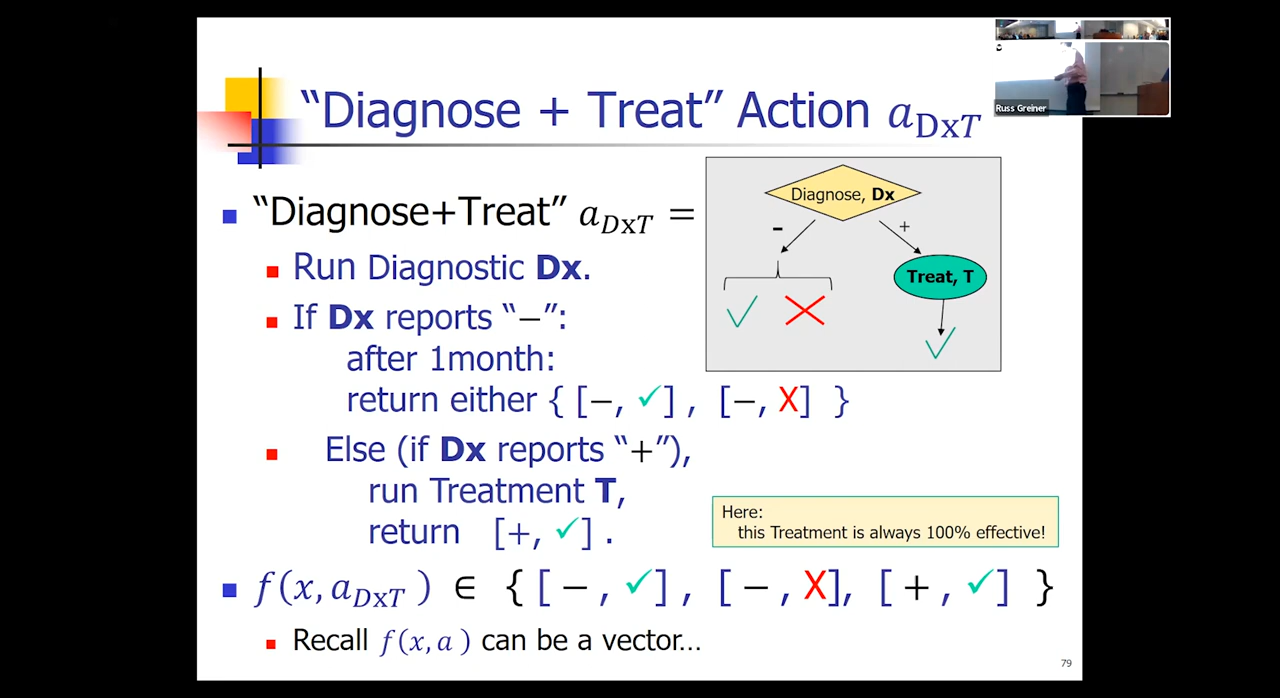 Russ Greiner
“Diagnose + Treat” Action a_DxT
“Diagnose+Treat” a_DxT =
Run Diagnostic Dx.
If Dx reports “−”:
after 1month:
return either { [−, ✓] , [−, X] }
Else (if Dx reports “+”),
run Treatment T,
return [+, ✓] .
Diagnose, Dx
-
+
Treat, T
Here:
this Treatment is always 100% effective!
f(x, a_DxT ) ∈ { [ − , ✓] , [ − , X], [ + , ✓] }
Recall f(x, a ) can be a vector…
79